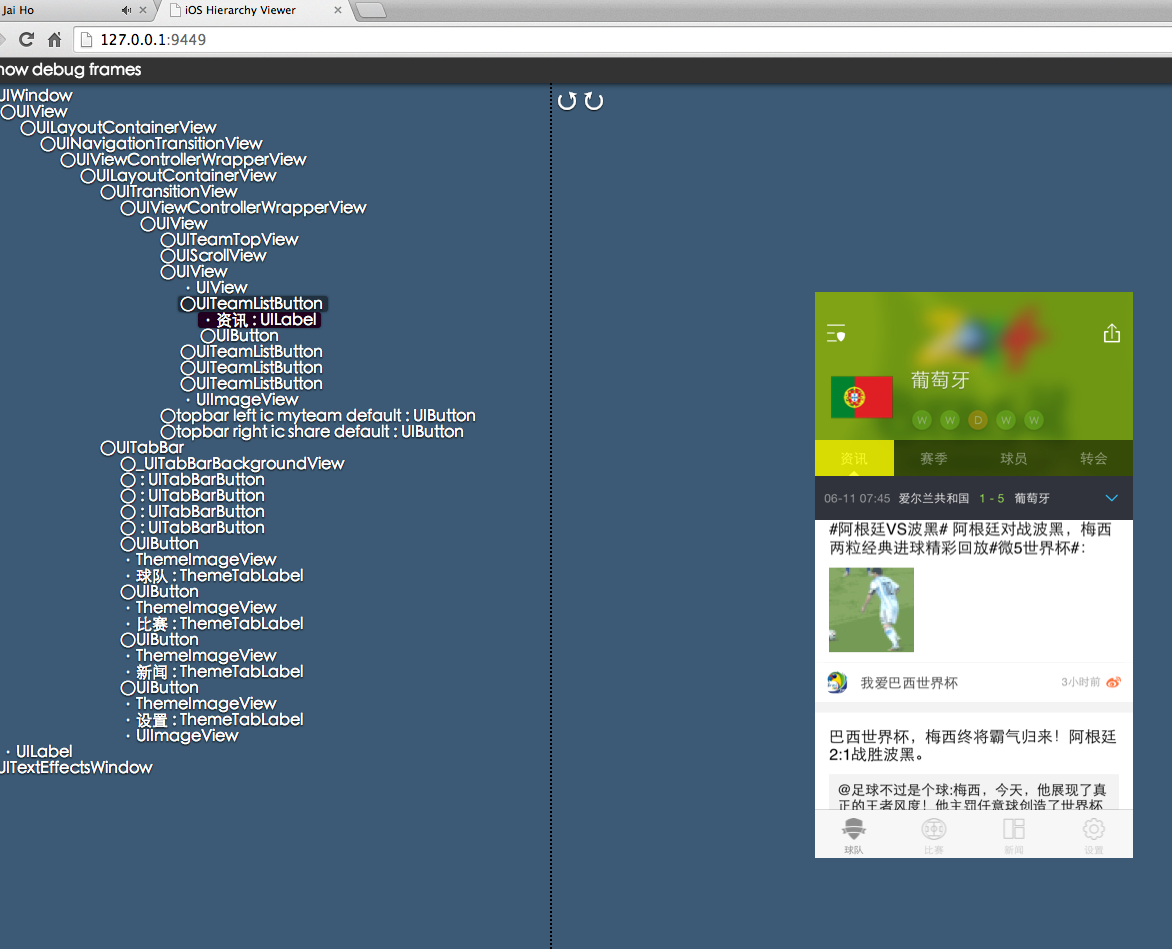 Jai Ho
iOS Hierarchy Viewer
127.0.0.1:9449
now debug frames
UIWindow
UIView
UILayoutContainerView
UINavigationTransitionView
UIViewControllerWrapperView
UILayoutContainerView
UITransitionView
UIViewControllerWrapperView
UIView
UITeamTopView
UIScrollView
UIView
· UIView
UITeamListButton
· 资讯 : UILabel
UIButton
UITeamListButton
UITeamListButton
UITeamListButton
· UIImageView
topbar left ic myteam default : UIButton
topbar right ic share default : UIButton
UITabBar
_UITabBarBackgroundView
: UITabBarButton
: UITabBarButton
: UITabBarButton
: UITabBarButton
UIButton
· ThemeImageView
· 球队 : ThemeTabLabel
UIButton
· ThemeImageView
· 比赛 : ThemeTabLabel
UIButton
· ThemeImageView
· 新闻 : ThemeTabLabel
UIButton
· ThemeImageView
· 设置 : ThemeTabLabel
· UIImageView
· UILabel
UITextEffectsWindow
葡萄牙
W W D W W
资讯 赛季 球员 转会
06-11 07:45 爱尔兰共和国 1 - 5 葡萄牙
#阿根廷VS波黑# 阿根廷对战波黑，梅西
两粒经典进球精彩回放#微5世界杯#：
10
我爱巴西世界杯 3小时前
巴西世界杯，梅西终将霸气归来！阿根廷
2:1战胜波黑。
@足球不过是个球:梅西，今天，他展现了真
正的王者风度！他主罚任意球创造了世界杯
球队 比赛 新闻 设置